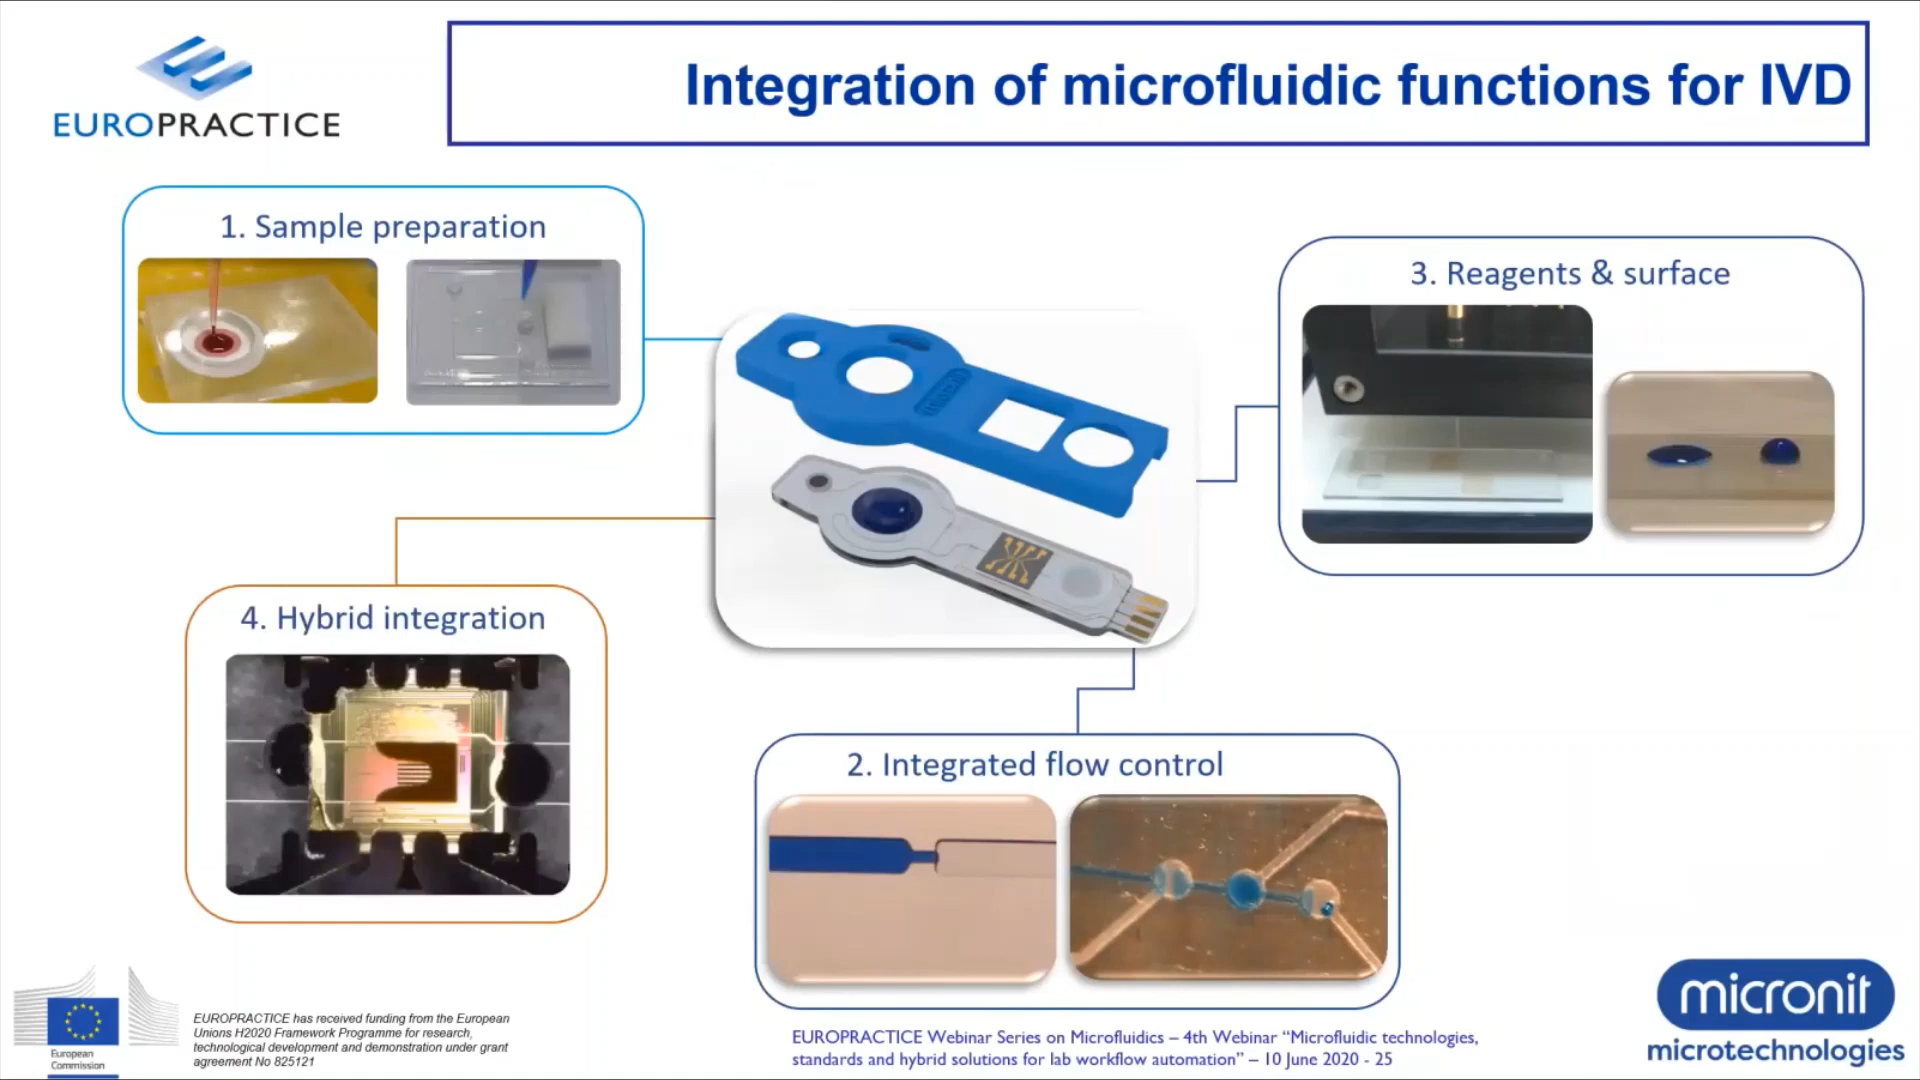 EUROPRACTICE
Integration of microfluidic functions for IVD
1. Sample preparation
3. Reagents & surface
4. Hybrid integration
2. Integrated flow control
European
Commission
EUROPRACTICE has received funding from the European
Unions H2020 Framework Programme for research,
technological development and demonstration under grant
agreement No 825121
EUROPRACTICE Webinar Series on Microfluidics – 4th Webinar “Microfluidic technologies,
standards and hybrid solutions for lab workflow automation” – 10 June 2020 - 25
micronit
microtechnologies